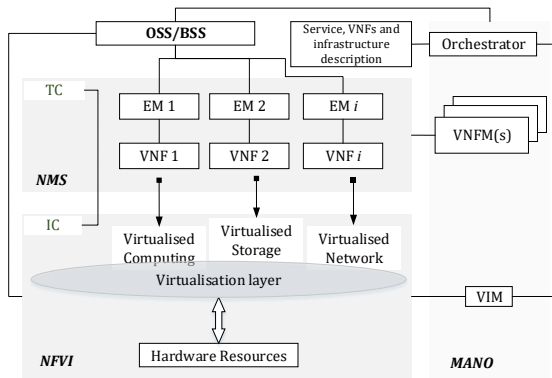 OSS/BSS
Service, VNFs and
infrastructure
description
Orchestrator
TC
EM 1
EM 2
EM i
VNFM(s)
VNF 1
VNF 2
VNF i
NMS
IC
Virtualised
Computing
Virtualised
Storage
Virtualised
Network
Virtualisation layer
VIM
Hardware Resources
NFVI
MANO